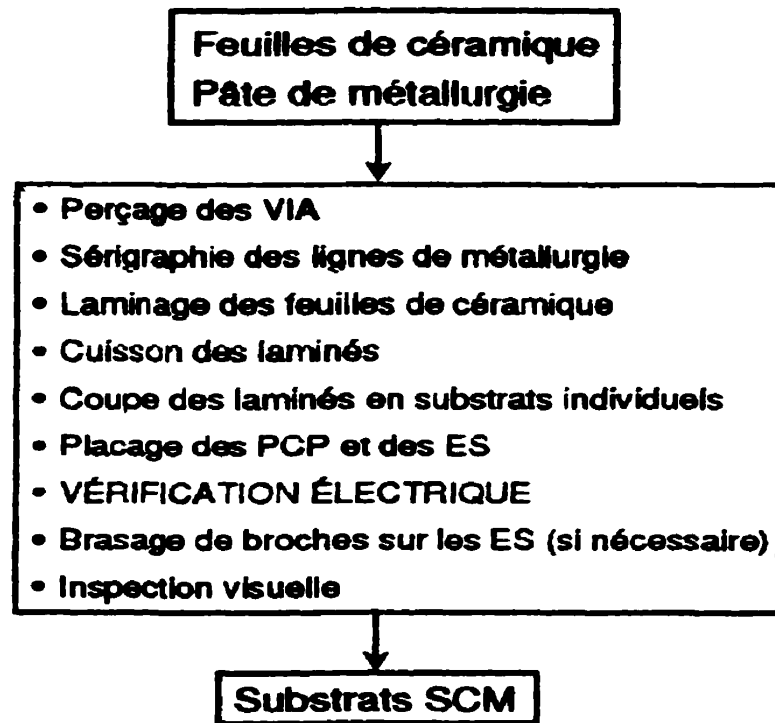 Feuilles de céramique
Pâte de métallurgie
• Perçage des VIA
• Sérigraphie des lignes de métallurgie
• Laminage des feuilles de céramique
• Cuisson des laminés
• Coupe des laminés en substrats individuels
• Placage des PCP et des ES
• VÉRIFICATION ÉLECTRIQUE
• Brasage de broches sur les ES (si nécessaire)
• Inspection visuelle
Substrats SCM